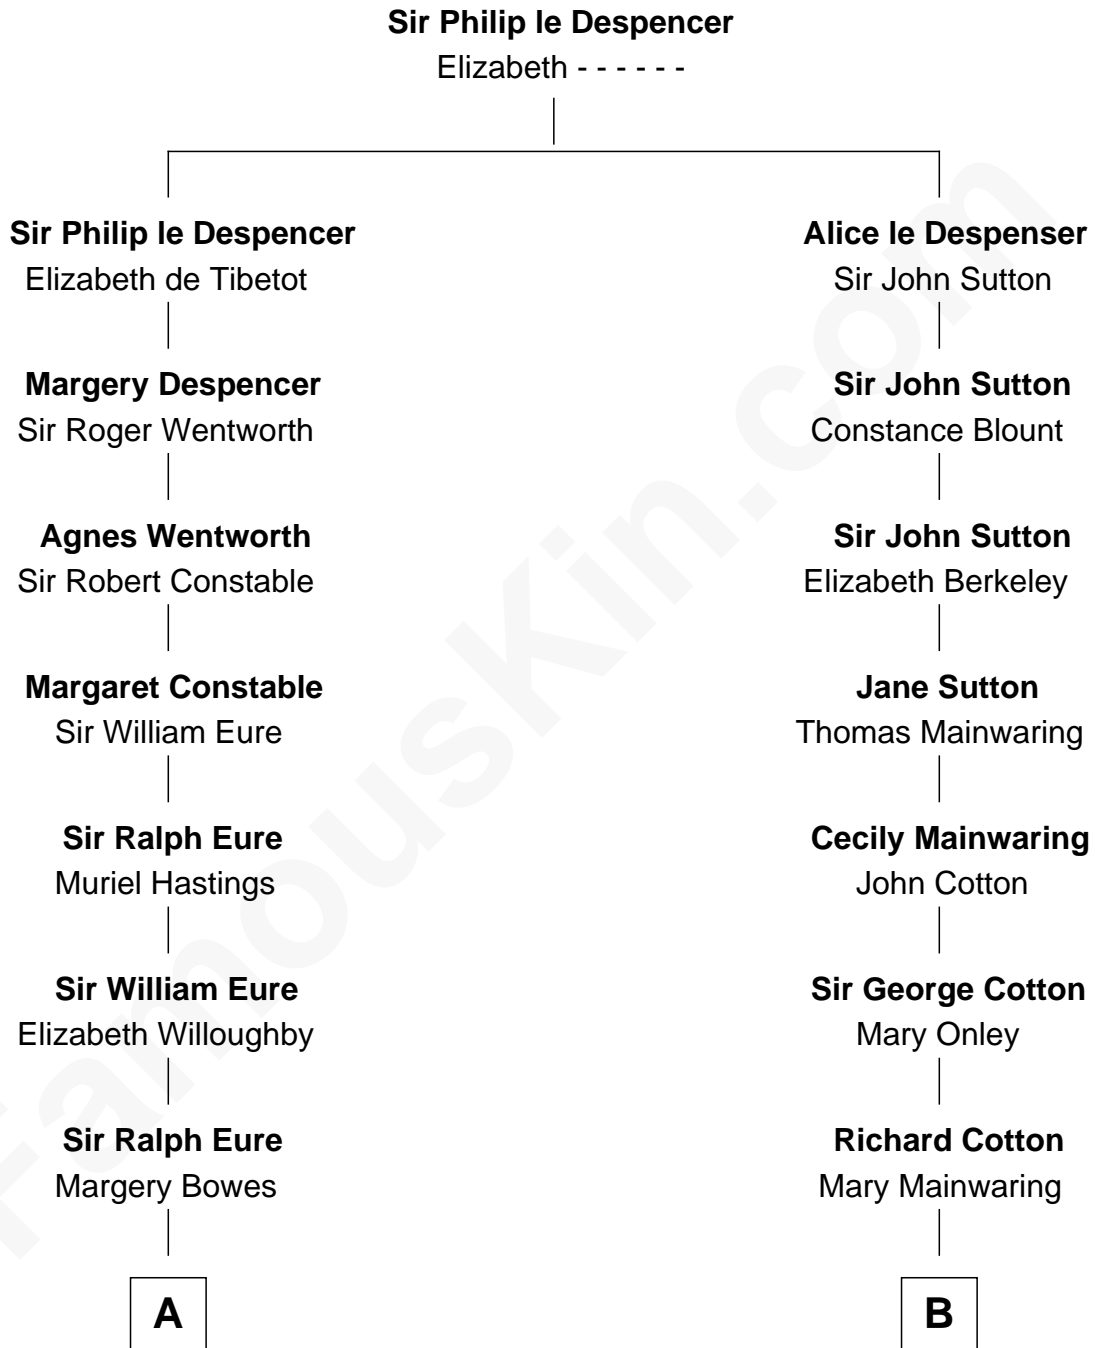 Sir Philip le Despencer
Elizabeth - - - - - -
Sir Philip le Despencer
Elizabeth de Tibetot
Alice le Despenser
Sir John Sutton
Margery Despencer
Sir Roger Wentworth
Sir John Sutton
Constance Blount
Agnes Wentworth
Sir Robert Constable
Sir John Sutton
Elizabeth Berkeley
Margaret Constable
Sir William Eure
Jane Sutton
Thomas Mainwaring
Sir Ralph Eure
Muriel Hastings
Cecily Mainwaring
John Cotton
Sir William Eure
Elizabeth Willoughby
Sir George Cotton
Mary Onley
Sir Ralph Eure
Margery Bowes
Richard Cotton
Mary Mainwaring
A
B
FamousKin.com